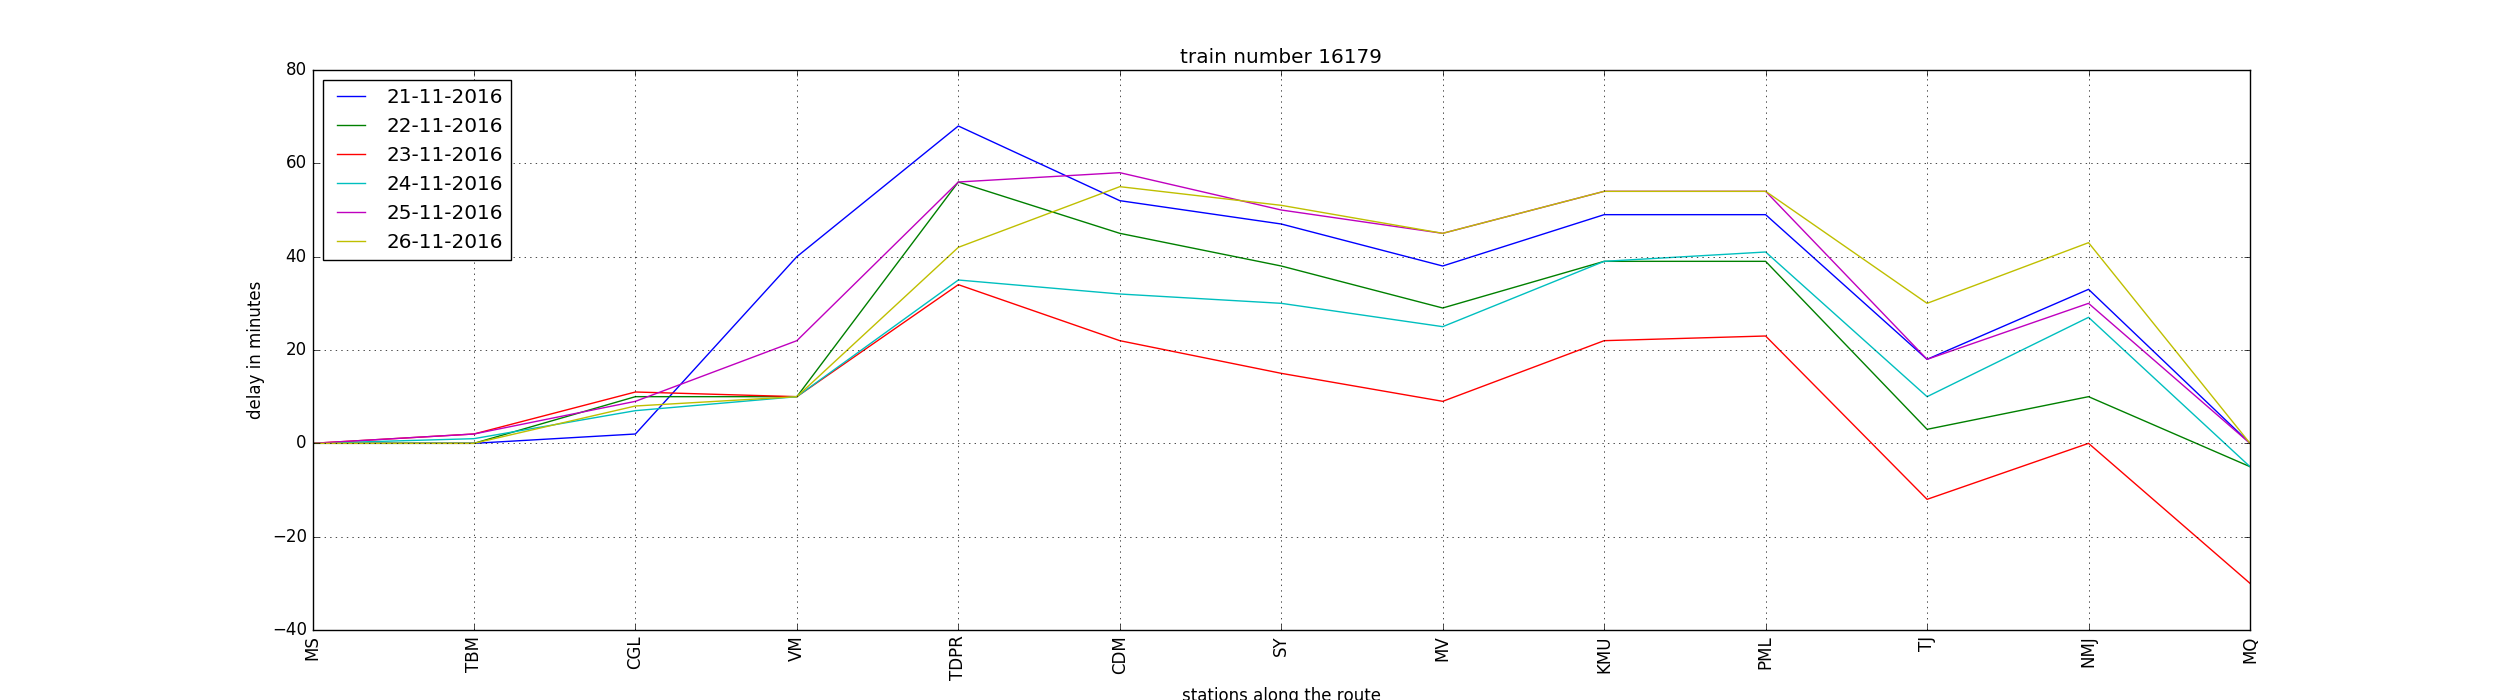 train number 16179
80
60
40
20
0
−20
−40
delay in minutes
21-11-2016
22-11-2016
23-11-2016
24-11-2016
25-11-2016
26-11-2016
MS
TBM
CGL
VM
TDPR
CDM
SY
MV
KMU
PML
TJ
NMJ
MQ
stations along the route